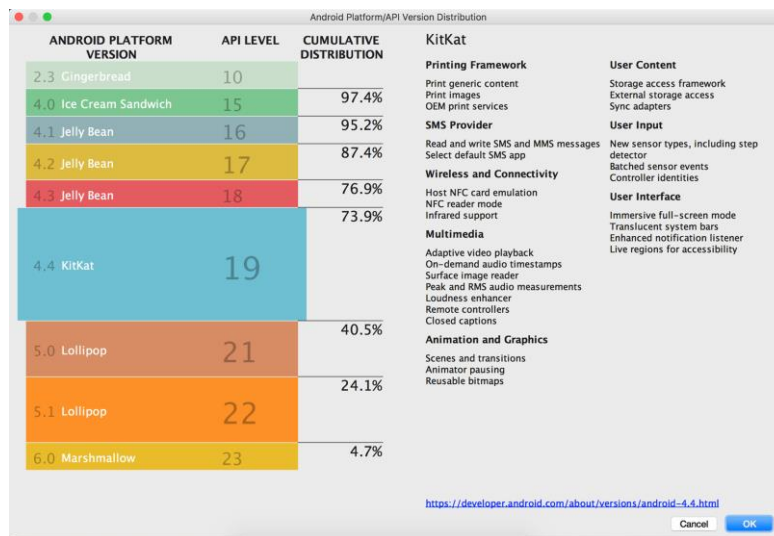 Android Platform/API Version Distribution
ANDROID PLATFORM
VERSION
API LEVEL
CUMULATIVE
DISTRIBUTION
2.3 Gingerbread
10
4.0 Ice Cream Sandwich
15
97.4%
4.1 Jelly Bean
16
95.2%
4.2 Jelly Bean
17
87.4%
4.3 Jelly Bean
18
76.9%
4.4 KitKat
19
73.9%
5.0 Lollipop
21
40.5%
5.1 Lollipop
22
24.1%
6.0 Marshmallow
23
4.7%
KitKat
Printing Framework
Print generic content
Print images
OEM print services
SMS Provider
Read and write SMS and MMS messages
Select default SMS app
Wireless and Connectivity
Host NFC card emulation
NFC reader mode
Infrared support
Multimedia
Adaptive video playback
On-demand audio timestamps
Surface image reader
Peak and RMS audio measurements
Loudness enhancer
Remote controllers
Closed captions
Animation and Graphics
Scenes and transitions
Animator pausing
Reusable bitmaps
User Content
Storage access framework
External storage access
Sync adapters
User Input
New sensor types, including step
detector
Batched sensor events
Controller identities
User Interface
Immersive full-screen mode
Translucent system bars
Enhanced notification listener
Live regions for accessibility
https://developer.android.com/about/versions/android-4.4.html
Cancel
OK